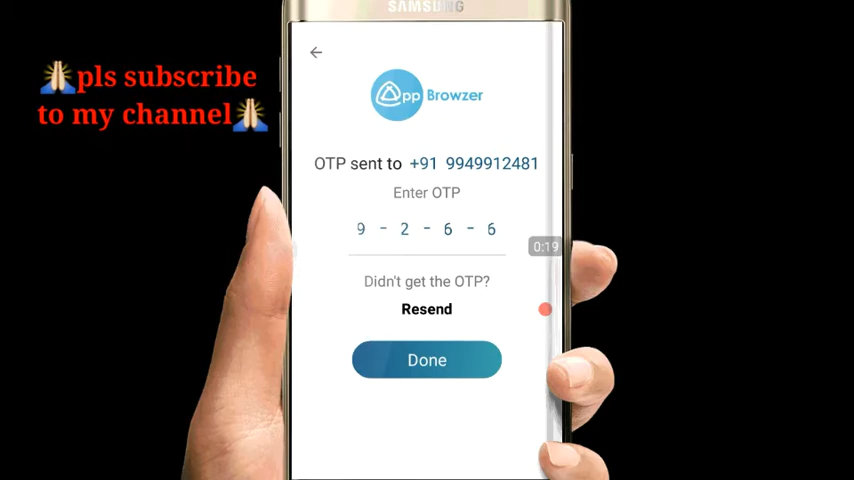 SAMSUNG
🙏pls subscribe
to my channel🙏
App Browzer
OTP sent to +91 9949912481
Enter OTP
9 - 2 - 6 - 6
0:19
Didn't get the OTP?
Resend
Done